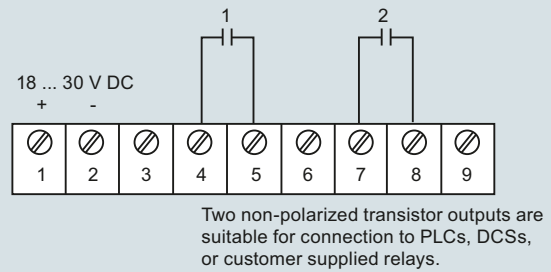 1 2
18 ... 30 V DC
+ -
1 2 3 4 5 6 7 8 9
Two non-polarized transistor outputs are
suitable for connection to PLCs, DCSs,
or customer supplied relays.